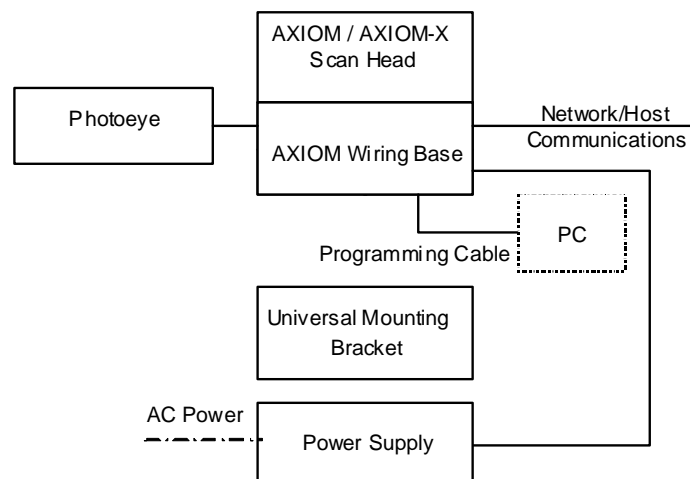 AXIOM / AXIOM-X
Scan Head
Photoeye
AXIOM Wiring Base
Network/Host
Communications
Programming Cable
PC
Universal Mounting
Bracket
AC Power
Power Supply